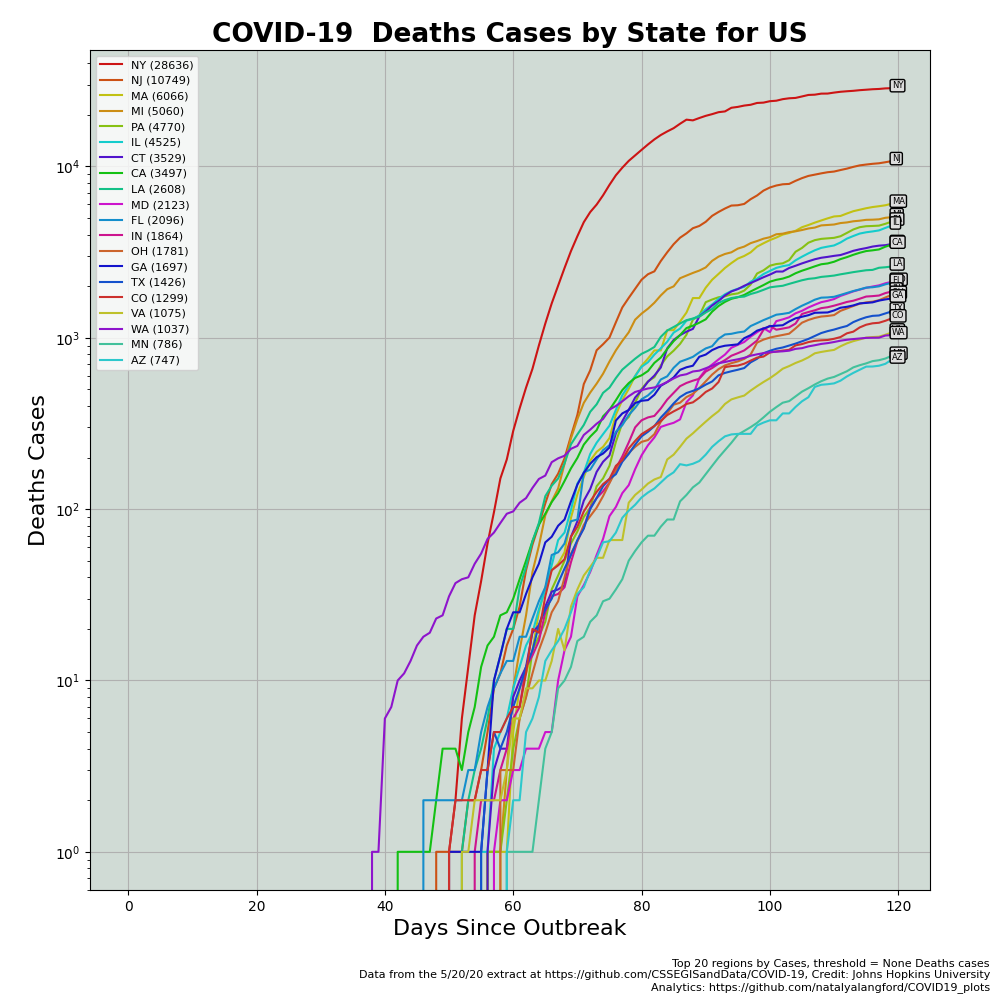 COVID-19  Deaths Cases by State for US
NY (28636)
NJ (10749)
MA (6066)
MI (5060)
PA (4770)
IL (4525)
CT (3529)
CA (3497)
LA (2608)
MD (2123)
FL (2096)
IN (1864)
OH (1781)
GA (1697)
TX (1426)
CO (1299)
VA (1075)
WA (1037)
MN (786)
AZ (747)
NY
NJ
MA
IL
CA
LA
GA
CO
WA
AZ
Deaths Cases
10^4
10^3
10^2
10^1
10^0
0 20 40 60 80 100 120
Days Since Outbreak
Top 20 regions by Cases, threshold = None Deaths cases
Data from the 5/20/20 extract at https://github.com/CSSEGISandData/COVID-19, Credit: Johns Hopkins University
Analytics: https://github.com/natalyalangford/COVID19_plots